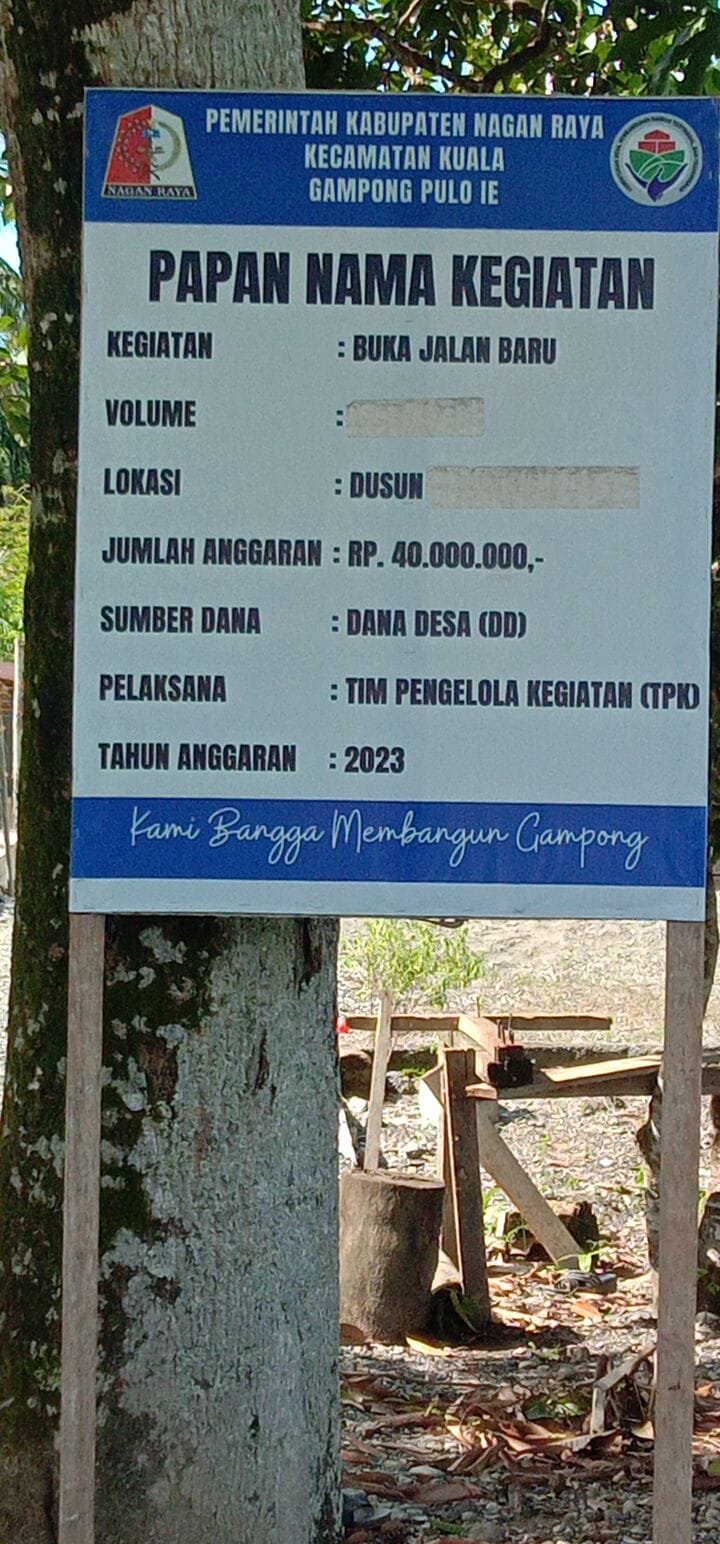 PEMERINTAH KABUPATEN NAGAN RAYA
KECAMATAN KUALA
GAMPONG PULO IE
NAGAN RAYA
PAPAN NAMA KEGIATAN
KEGIATAN : BUKA JALAN BARU
VOLUME :
LOKASI : DUSUN
JUMLAH ANGGARAN : RP. 40.000.000,-
SUMBER DANA : DANA DESA (DD)
PELAKSANA : TIM PENGELOLA KEGIATAN (TPK)
TAHUN ANGGARAN : 2023
Kami Bangga Membangun Gampong